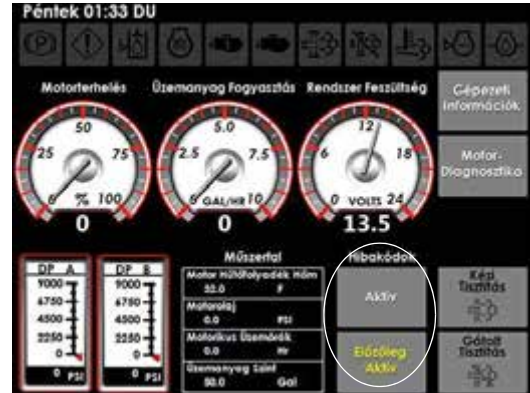 Péntek 01:33 DU
Motorterhelés
Üzemanyag Fogyasztás
Rendszer Feszültség
Gépezeti
Információk
Motor-
Diagnosztika
0
25
50
75
100
%
0
0
2.5
5.0
7.5
10
GAL/HR
0
0
6
12
18
24
VOLTS
13.5
DP A
9000
6750
4500
2250
0
0 PSI
DP B
9000
6750
4500
2250
0
0 PSI
Műszerfal
Motor Hűtőfolyadék Hőm
52.0 F
Motorolaj
0.0 PSI
Motorikus Üzemórák
0.0 Hr
Üzemanyag Szint
50.0 Gal
Hibakódok
Aktív
Előzőleg
Aktív
Kézi
Tisztítás
Gátolt
Tisztítás